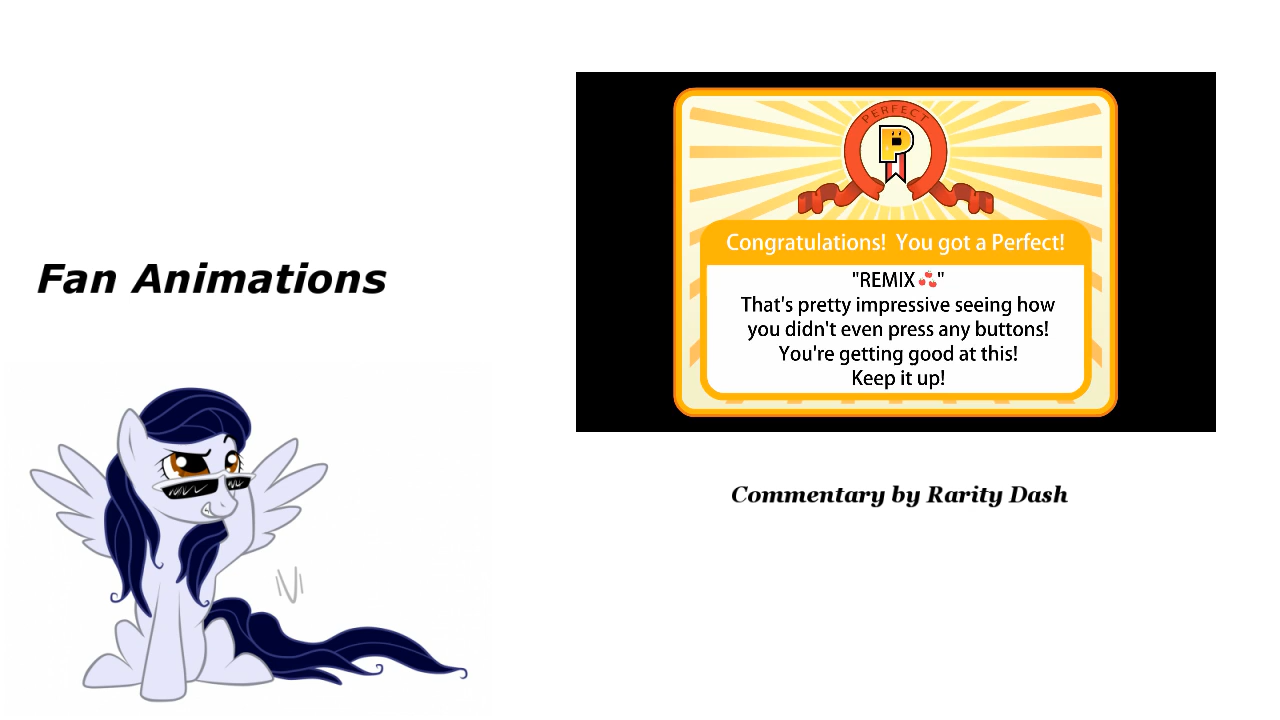 Fan Animations
PERFECT
P
Congratulations! You got a Perfect!
"REMIX🍒"
That's pretty impressive seeing how
you didn't even press any buttons!
You're getting good at this!
Keep it up!
Commentary by Rarity Dash